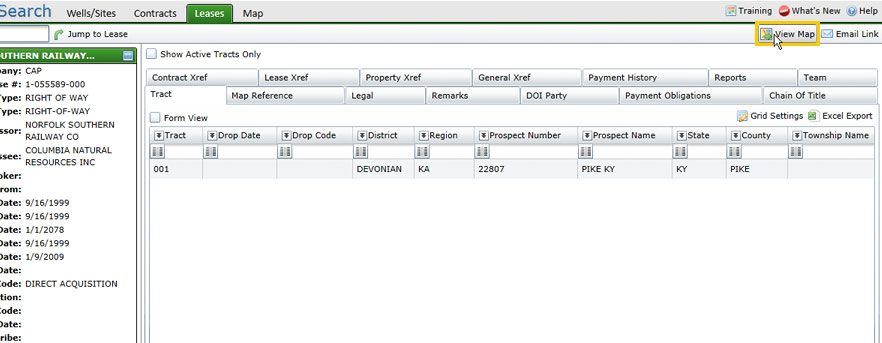 Search Wells/Sites Contracts Leases Map Training What's New Help
Jump to Lease View Map Email Link
OUTHERN RAILWAY...
pany: CAP
se #: 1-055589-000
Type: RIGHT OF WAY
Type: RIGHT-OF-WAY
ssor: NORFOLK SOUTHERN RAILWAY CO
ssee: COLUMBIA NATURAL RESOURCES INC
oker:
rom:
Date: 9/16/1999
Date: 9/16/1999
Date: 1/1/2078
Date: 9/16/1999
Date: 1/9/2009
Date:
Code: DIRECT ACQUISITION
tion:
Code:
Date:
ribe:
Show Active Tracts Only
Contract Xref Lease Xref Property Xref General Xref Payment History Reports Team
Tract Map Reference Legal Remarks DOI Party Payment Obligations Chain Of Title
Form View Grid Settings Excel Export
Tract Drop Date Drop Code District Region Prospect Number Prospect Name State County Township Name
001 DEVONIAN KA 22807 PIKE KY KY PIKE